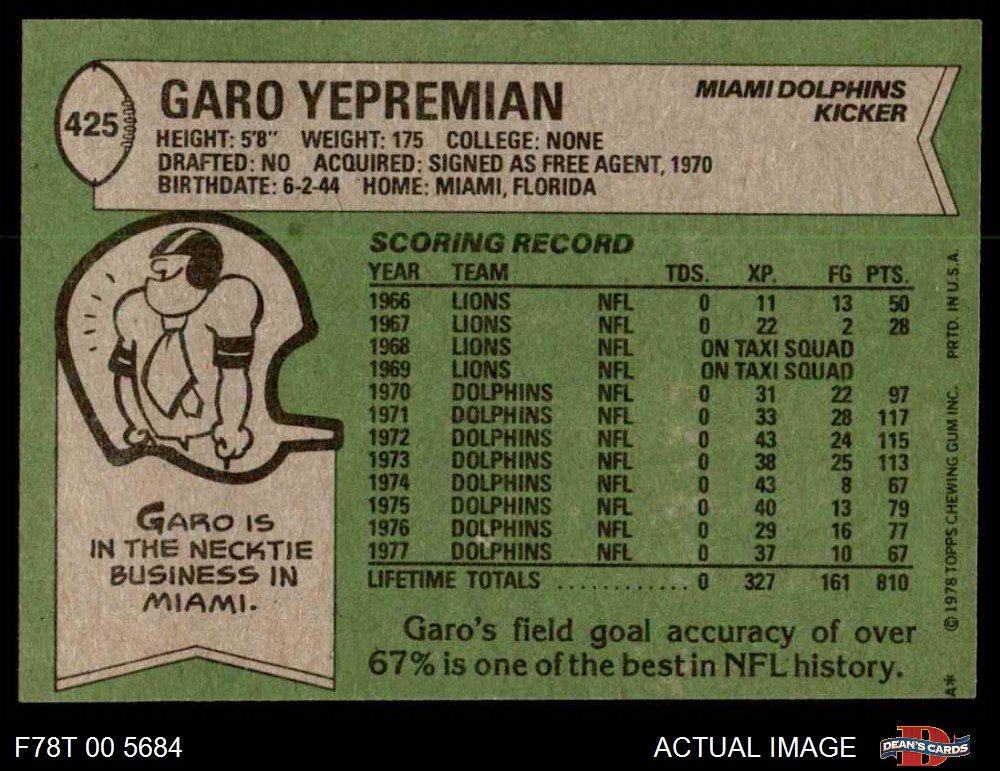 425
GARO YEPREMIAN
MIAMI DOLPHINS
KICKER
HEIGHT: 5'8" WEIGHT: 175 COLLEGE: NONE
DRAFTED: NO ACQUIRED: SIGNED AS FREE AGENT, 1970
BIRTHDATE: 6-2-44 HOME: MIAMI, FLORIDA
SCORING RECORD
YEAR TEAM TDS. XP. FG PTS.
1966 LIONS NFL 0 11 13 50
1967 LIONS NFL 0 22 2 28
1968 LIONS NFL ON TAXI SQUAD
1969 LIONS NFL ON TAXI SQUAD
1970 DOLPHINS NFL 0 31 22 97
1971 DOLPHINS NFL 0 33 28 117
1972 DOLPHINS NFL 0 43 24 115
1973 DOLPHINS NFL 0 38 25 113
1974 DOLPHINS NFL 0 43 8 67
1975 DOLPHINS NFL 0 40 13 79
1976 DOLPHINS NFL 0 29 16 77
1977 DOLPHINS NFL 0 37 10 67
LIFETIME TOTALS ............ 0 327 161 810
Garo's field goal accuracy of over
67% is one of the best in NFL history.
GARO IS
IN THE NECKTIE
BUSINESS IN
MIAMI.
A* ©1978 TOPPS CHEWING GUM INC. PRTD. IN U.S.A.
F78T 00 5684
ACTUAL IMAGE
DEAN'S CARDS